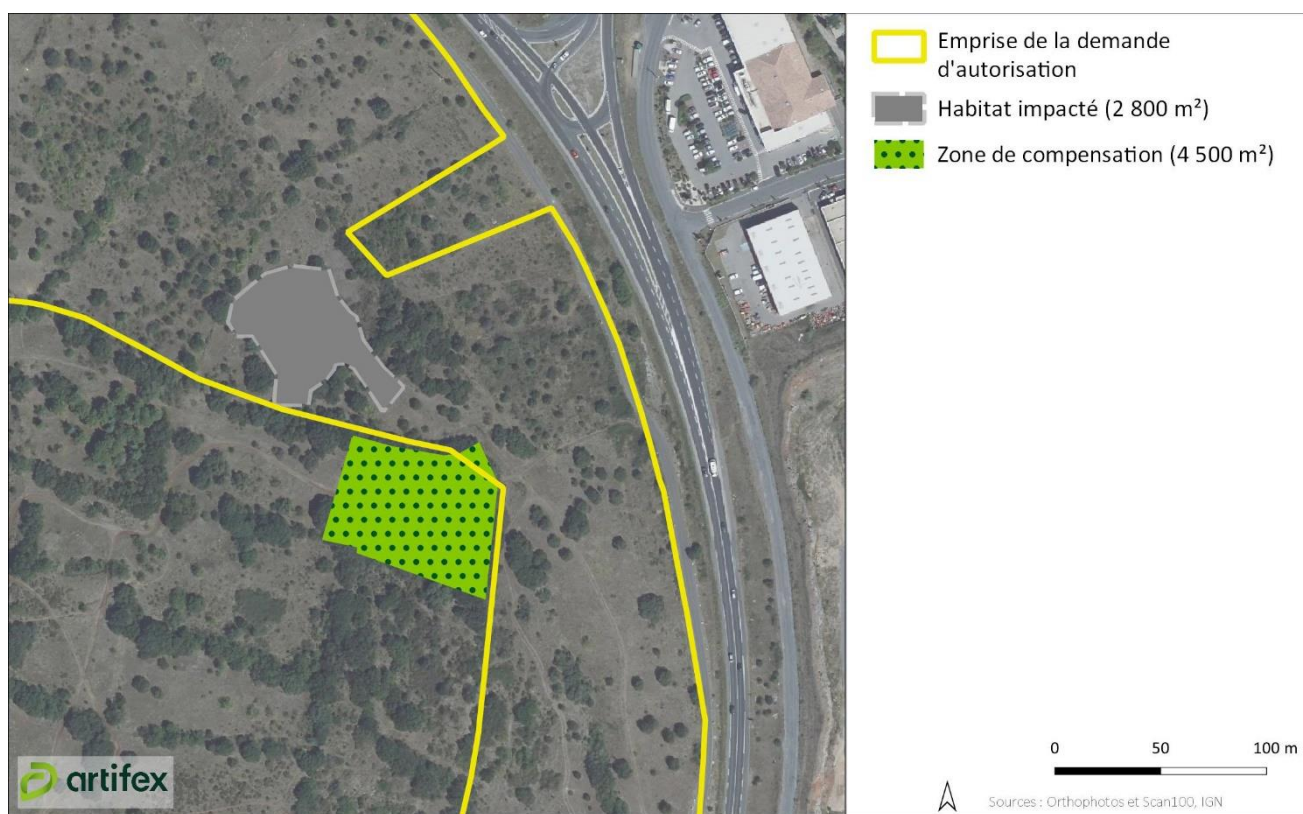 Emprise de la demande
d'autorisation
Habitat impacté (2 800 m²)
Zone de compensation (4 500 m²)
0 50 100 m
Sources : Orthophotos et Scan100, IGN
artifex